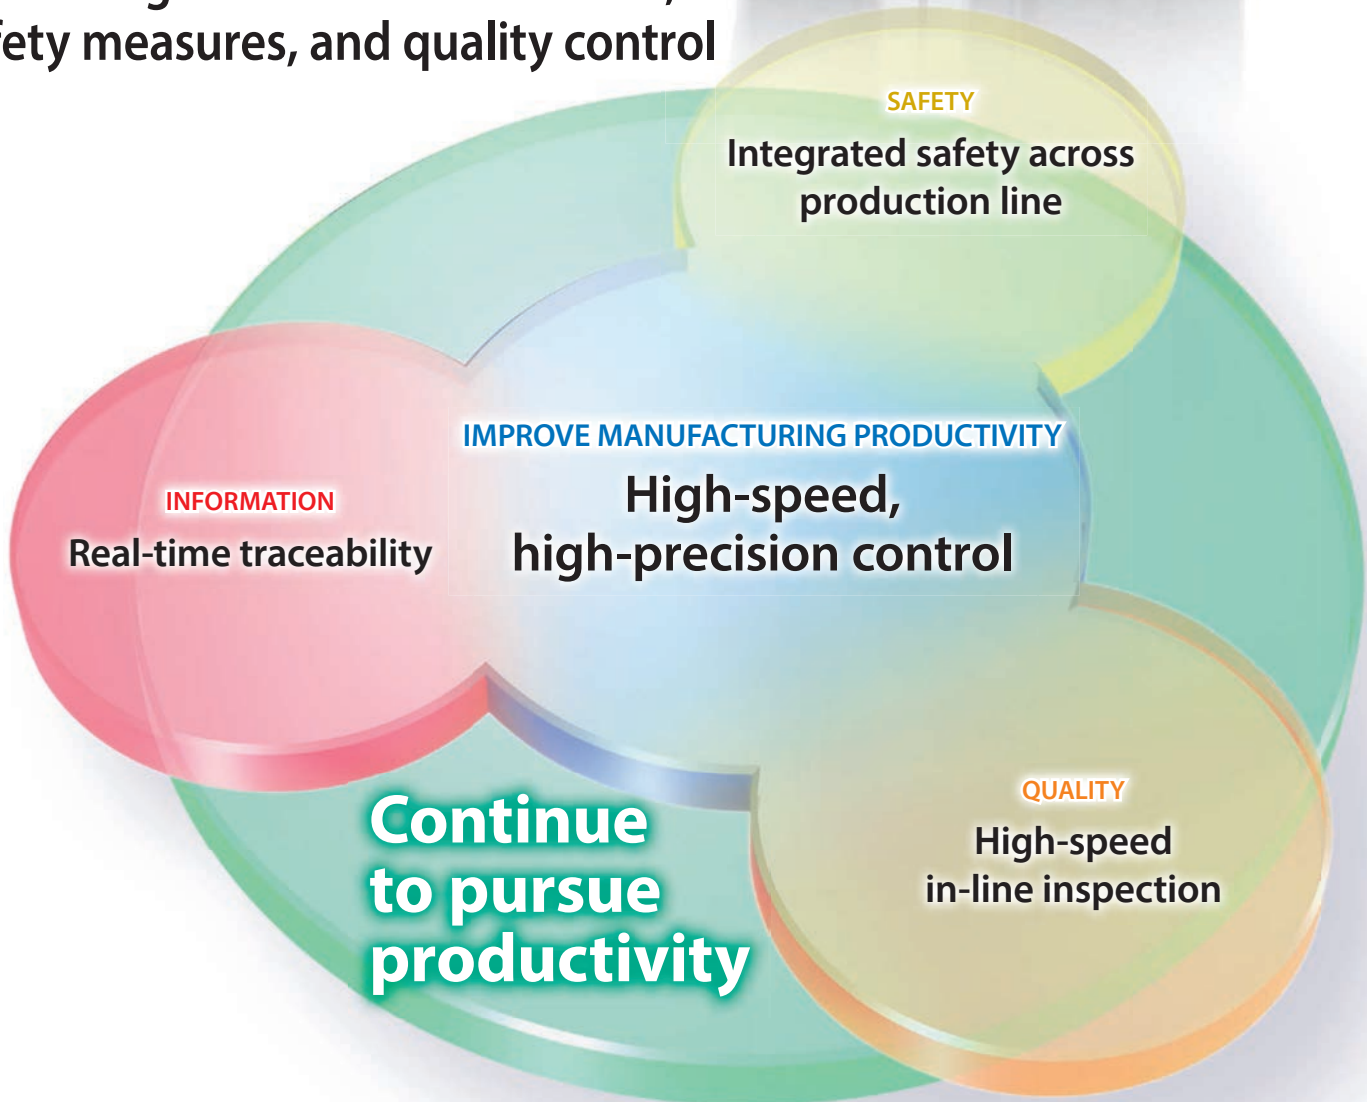 fety measures, and quality control
SAFETY
Integrated safety across
production line
IMPROVE MANUFACTURING PRODUCTIVITY
High-speed,
high-precision control
INFORMATION
Real-time traceability
Continue
to pursue
productivity
QUALITY
High-speed
in-line inspection